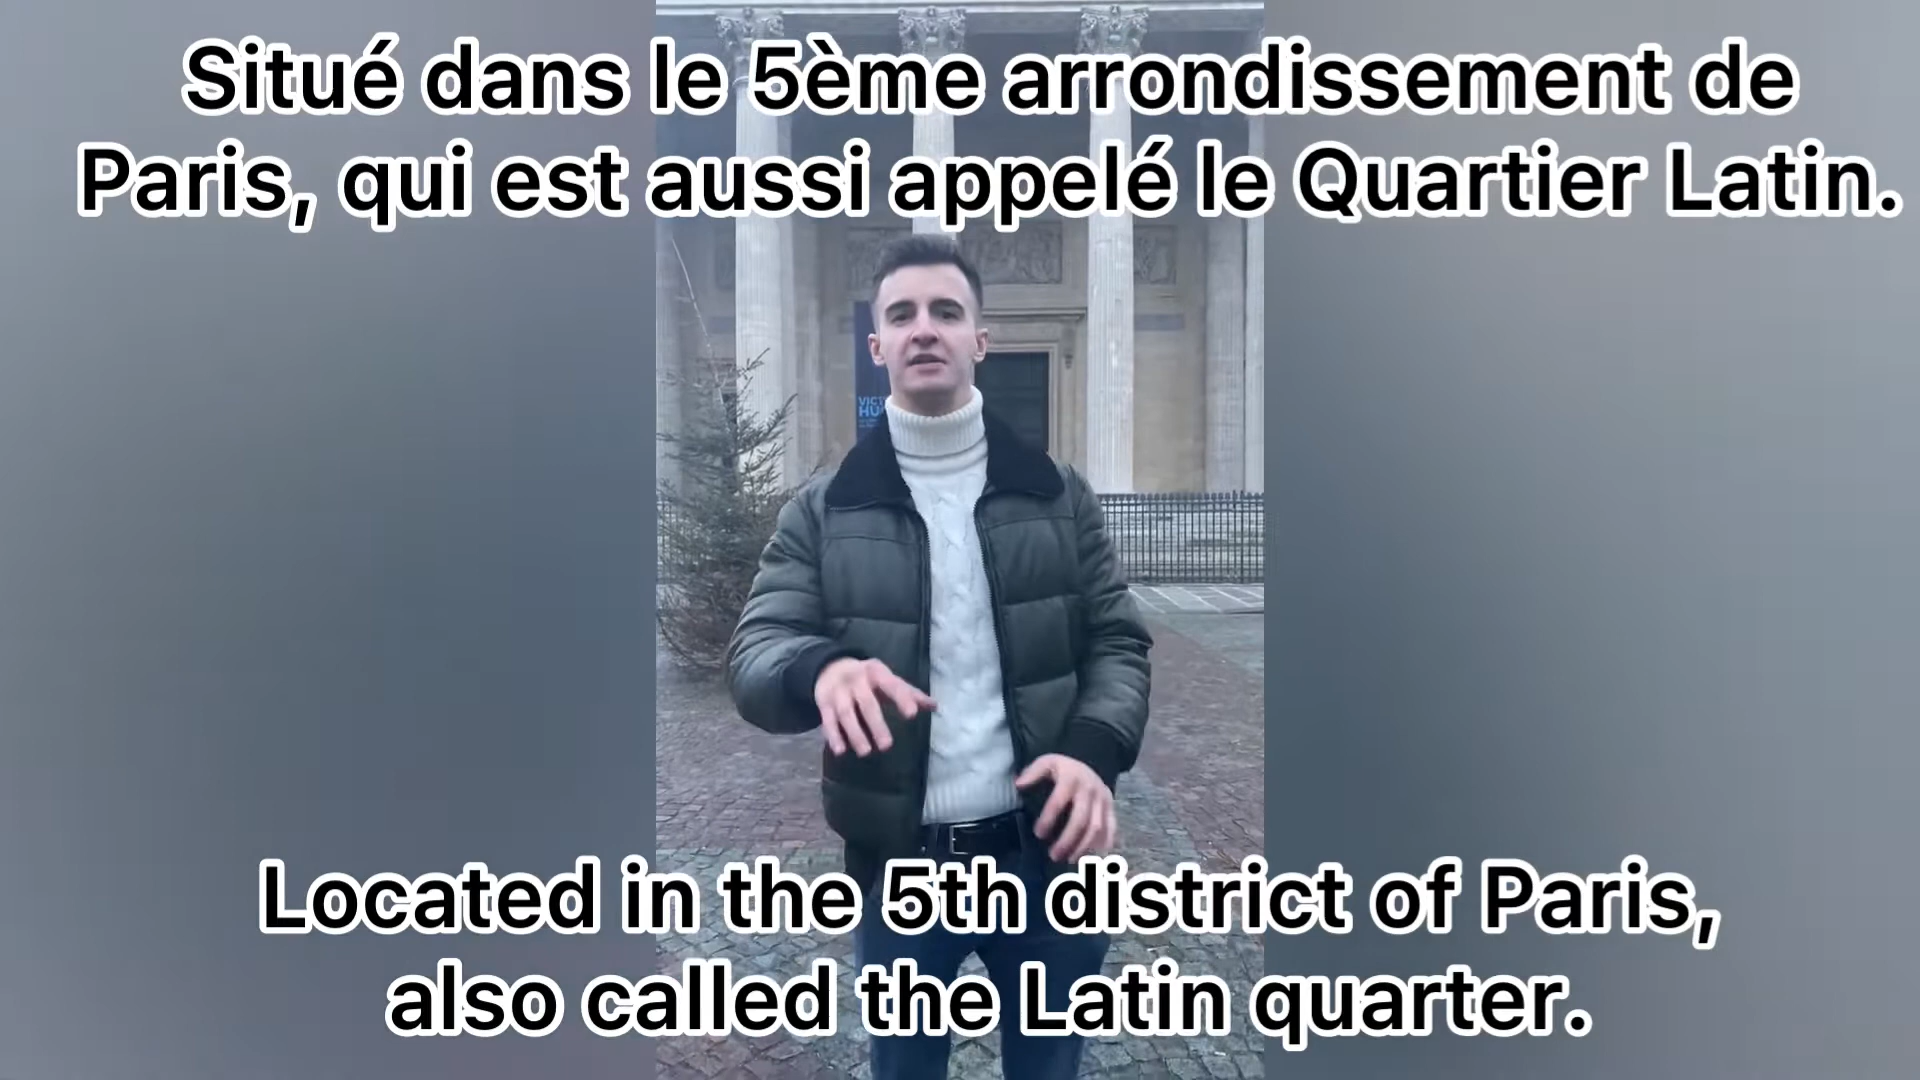 Situé dans le 5ème arrondissement de
Paris, qui est aussi appelé le Quartier Latin.
HU
Located in the 5th district of Paris,
also called the Latin quarter.